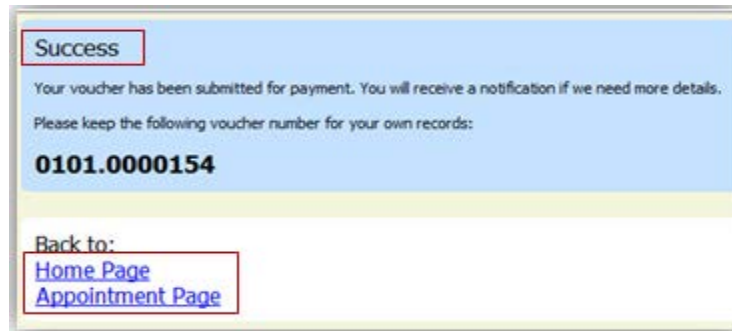 Success
Your voucher has been submitted for payment. You will receive a notification if we need more details.
Please keep the following voucher number for your own records:
0101.0000154
Back to:
Home Page
Appointment Page